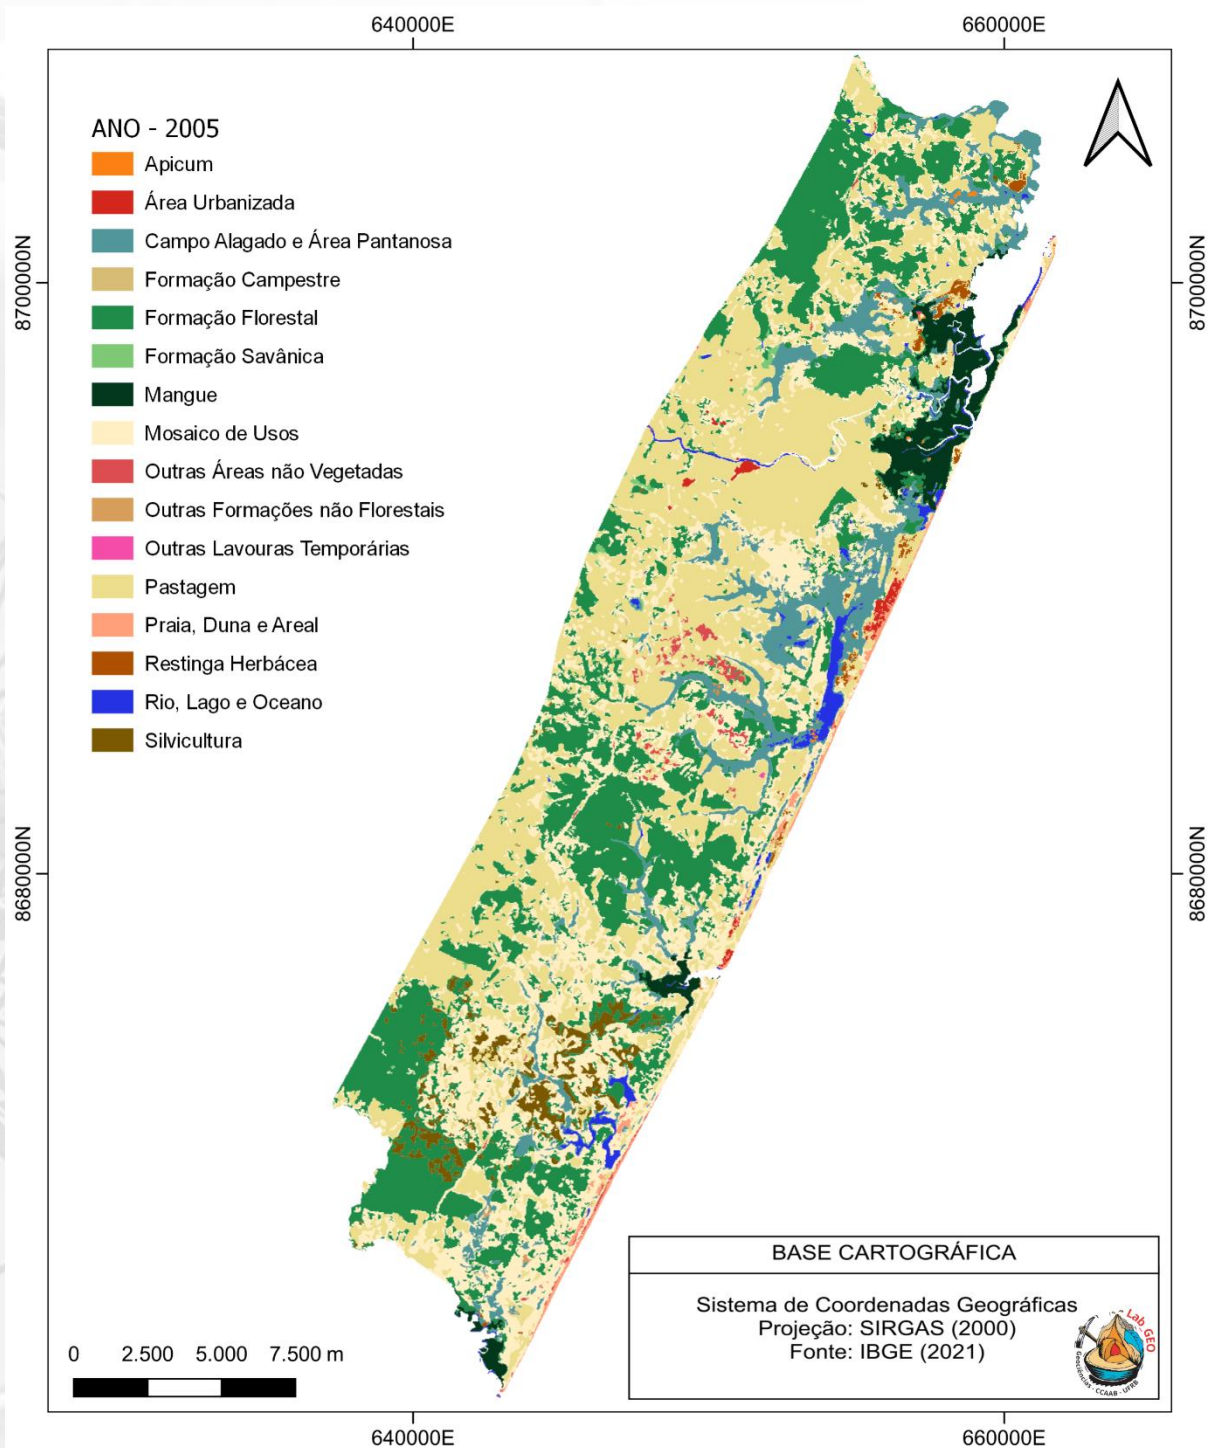 640000E
660000E
ANO - 2005
Apicum
Área Urbanizada
Campo Alagado e Área Pantanosa
Formação Campestre
Formação Florestal
Formação Savânica
Mangue
Mosaico de Usos
Outras Áreas não Vegetadas
Outras Formações não Florestais
Outras Lavouras Temporárias
Pastagem
Praia, Duna e Areal
Restinga Herbácea
Rio, Lago e Oceano
Silvicultura
8700000N
8700000N
8680000N
8680000N
BASE CARTOGRÁFICA
Sistema de Coordenadas Geográficas
Projeção: SIRGAS (2000)
Fonte: IBGE (2021)
Lab_GEO
Geociências - CCAAB - UFRB
0 2.500 5.000 7.500 m
640000E
660000E